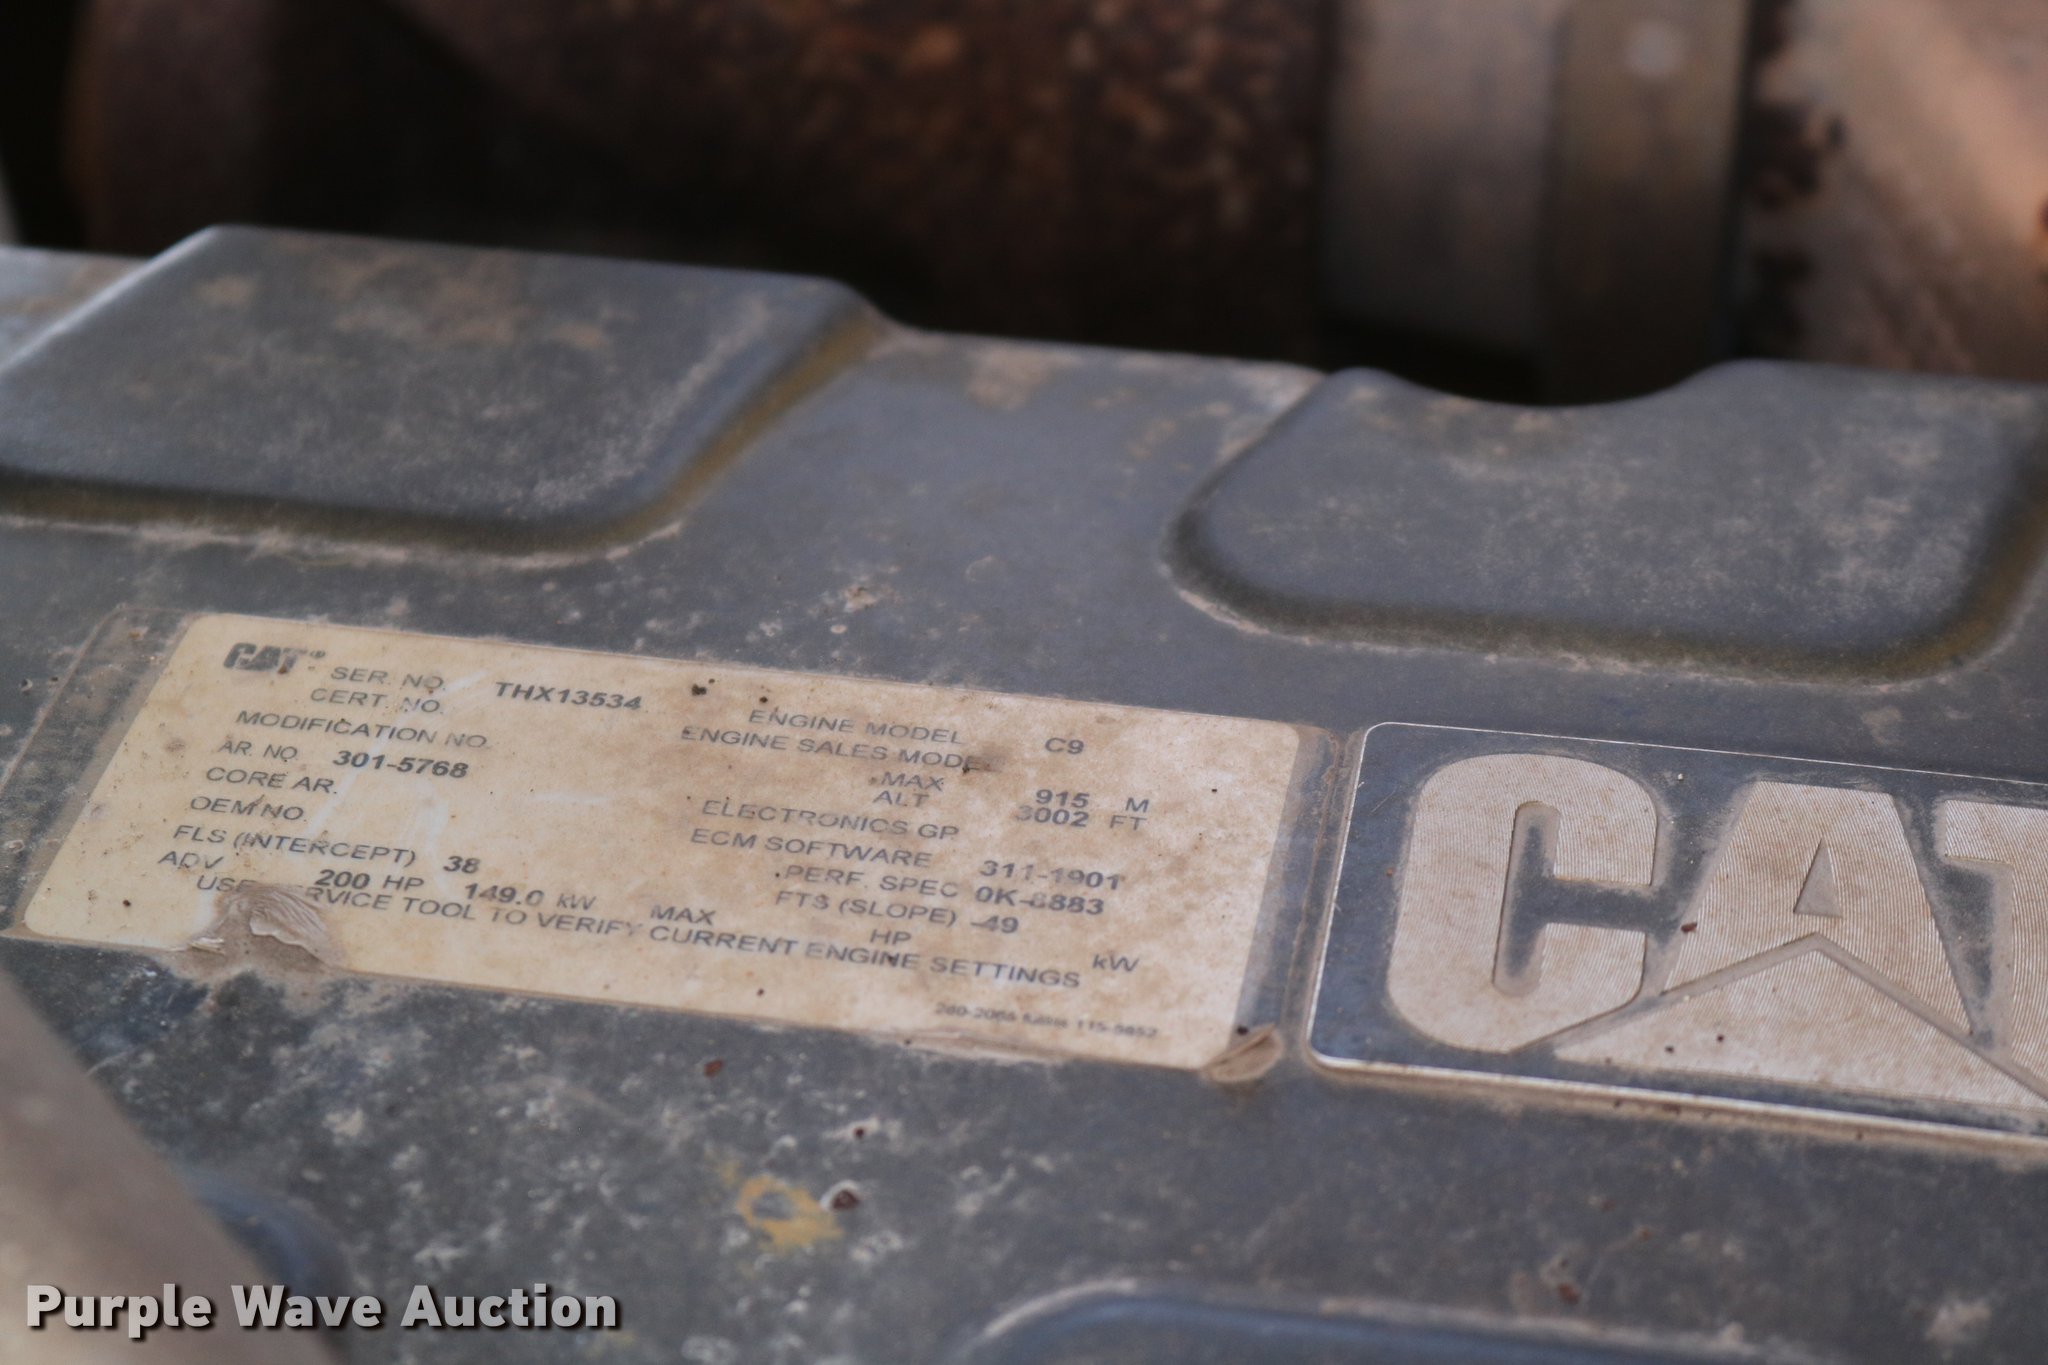 CAT®
SER. NO. THX13534
CERT. NO.
MODIFICATION NO.
AR. NO. 301-5768
CORE AR.
OEM NO.
FLS (INTERCEPT) 38
ADV 200 HP 149.0 kW
ENGINE MODEL C9
ENGINE SALES MODEL
MAX 915 M
ALT 3002 FT
ELECTRONICS GP
ECM SOFTWARE 311-1901
PERF. SPEC 0K-8883
FTS (SLOPE) -49
MAX HP kW
USE SERVICE TOOL TO VERIFY CURRENT ENGINE SETTINGS
CAT
Purple Wave Auction